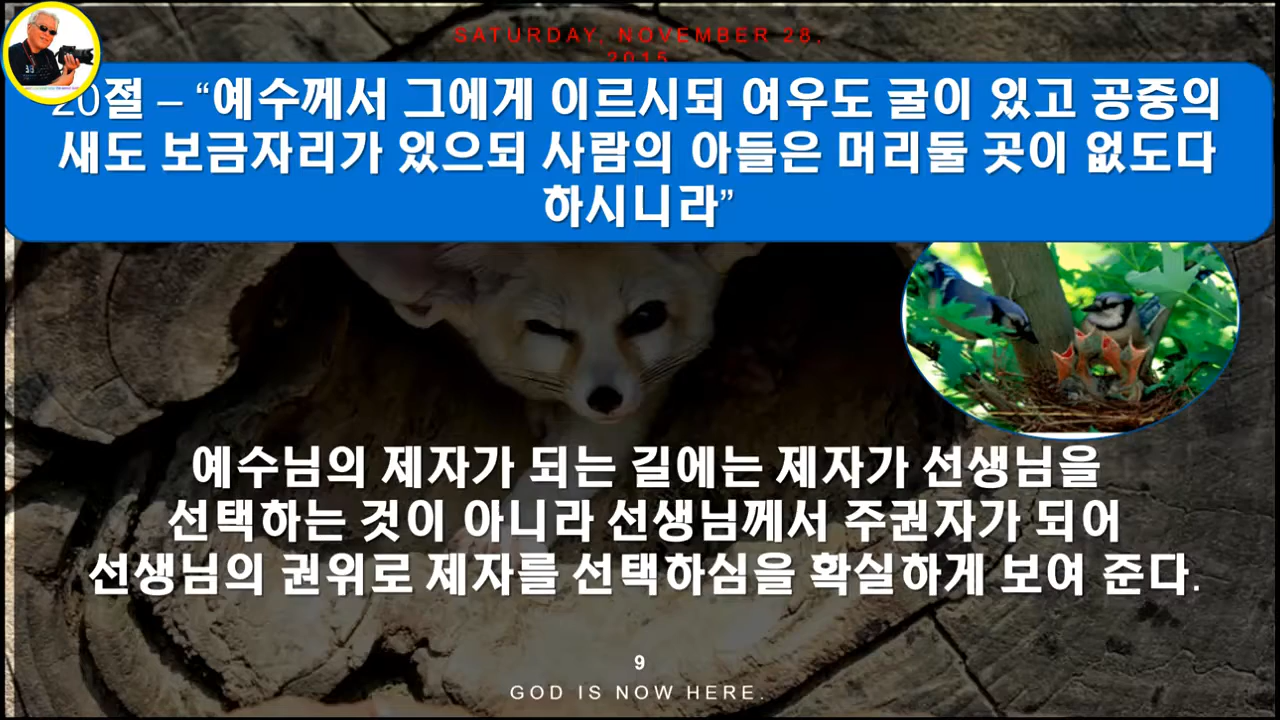 SATURDAY, NOVEMBER 28,
2015
20절 – “예수께서 그에게 이르시되 여우도 굴이 있고 공중의
새도 보금자리가 있으되 사람의 아들은 머리둘 곳이 없도다
하시니라”
예수님의 제자가 되는 길에는 제자가 선생님을
선택하는 것이 아니라 선생님께서 주권자가 되어
선생님의 권위로 제자를 선택하심을 확실하게 보여 준다.
9
GOD IS NOW HERE.